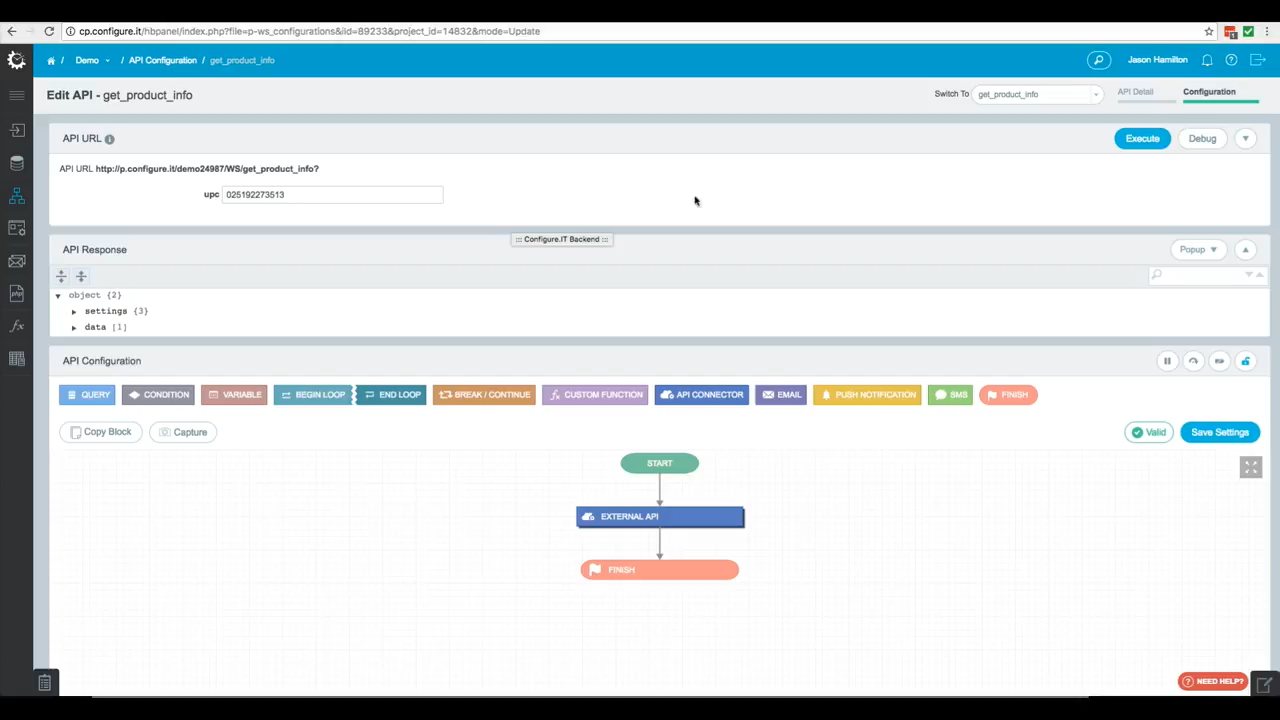 cp.configure.it/hbpanel/index.php?file=p-ws_configurations&iId=89233&project_id=14832&mode=Update
/ Demo / API Configuration / get_product_info
Jason Hamilton
Edit API - get_product_info
Switch To get_product_info
API Detail
Configuration
API URL
Execute
Debug
API URL http://p.configure.it/demo24987/WS/get_product_info?
upc 025192273513
::: Configure.IT Backend :::
API Response
Popup
object {2}
settings {3}
data [1]
API Configuration
QUERY
CONDITION
VARIABLE
BEGIN LOOP
END LOOP
BREAK / CONTINUE
CUSTOM FUNCTION
API CONNECTOR
EMAIL
PUSH NOTIFICATION
SMS
FINISH
Copy Block
Capture
Valid
Save Settings
START
EXTERNAL API
FINISH
php
fx
NEED HELP?